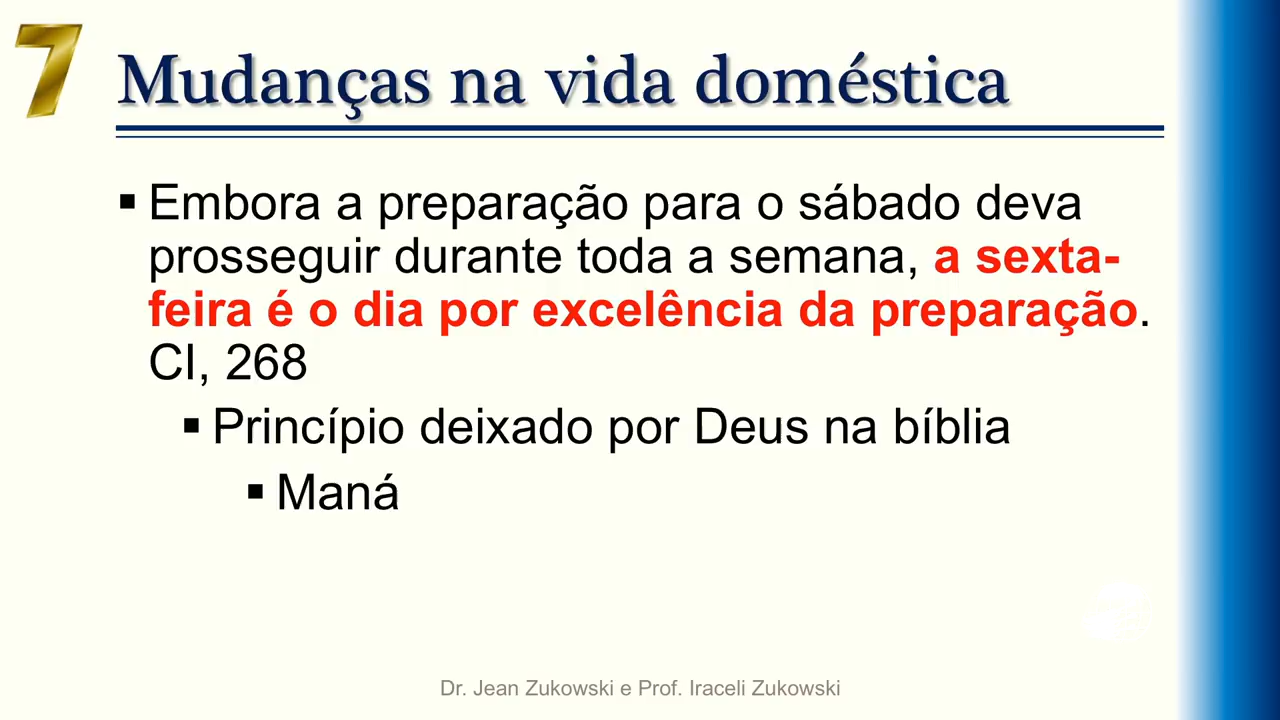 7
Mudanças na vida doméstica
▪ Embora a preparação para o sábado deva
prosseguir durante toda a semana, a sexta-
feira é o dia por excelência da preparação.
CI, 268
▪ Princípio deixado por Deus na bíblia
▪ Maná
Dr. Jean Zukowski e Prof. Iraceli Zukowski